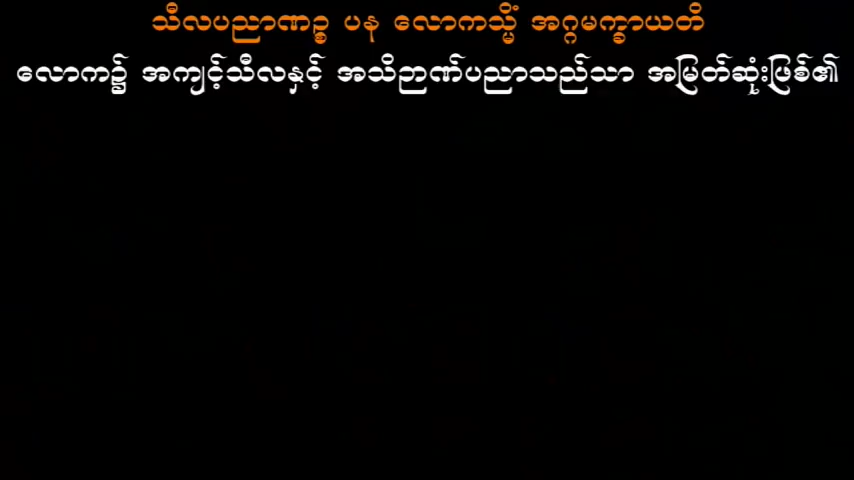 သီလပညာဏဉ္စ ပန လောကသ္မိံ အဂ္ဂမက္ခာယတိ
လောက၌ အကျင့်သီလနှင့် အသိဉာဏ်ပညာသည်သာ အမြတ်ဆုံးဖြစ်၏